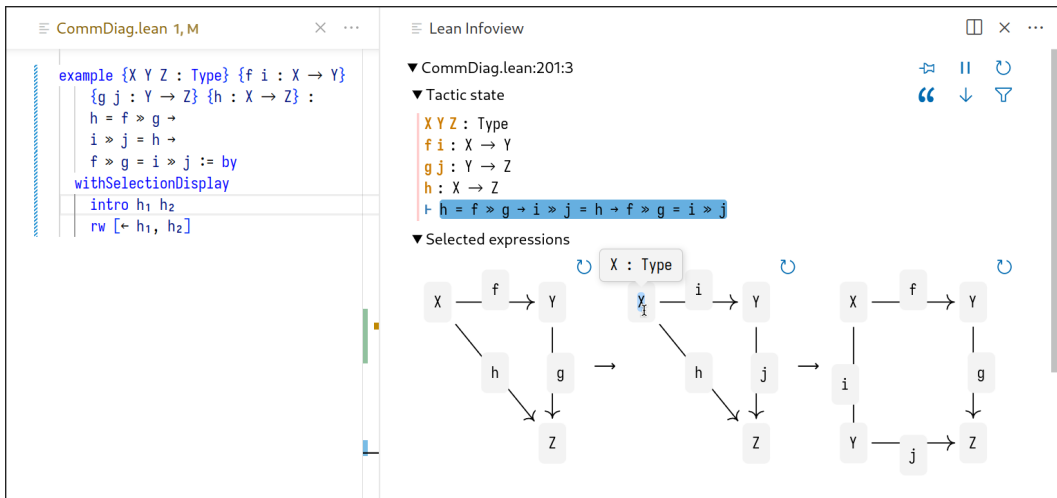 CommDiag.lean 1, M
example {X Y Z : Type} {f i : X → Y}
{g j : Y → Z} {h : X → Z} :
h = f ≫ g →
i ≫ j = h →
f ≫ g = i ≫ j := by
withSelectionDisplay
intro h₁ h₂
rw [← h₁, h₂]
Lean Infoview
CommDiag.lean:201:3
Tactic state
X Y Z : Type
f i : X → Y
g j : Y → Z
h : X → Z
⊢ h = f ≫ g → i ≫ j = h → f ≫ g = i ≫ j
Selected expressions
X : Type
X f Y
h g
Z
→
X i Y
h j
Z
→
X f Y
i g
Y j Z